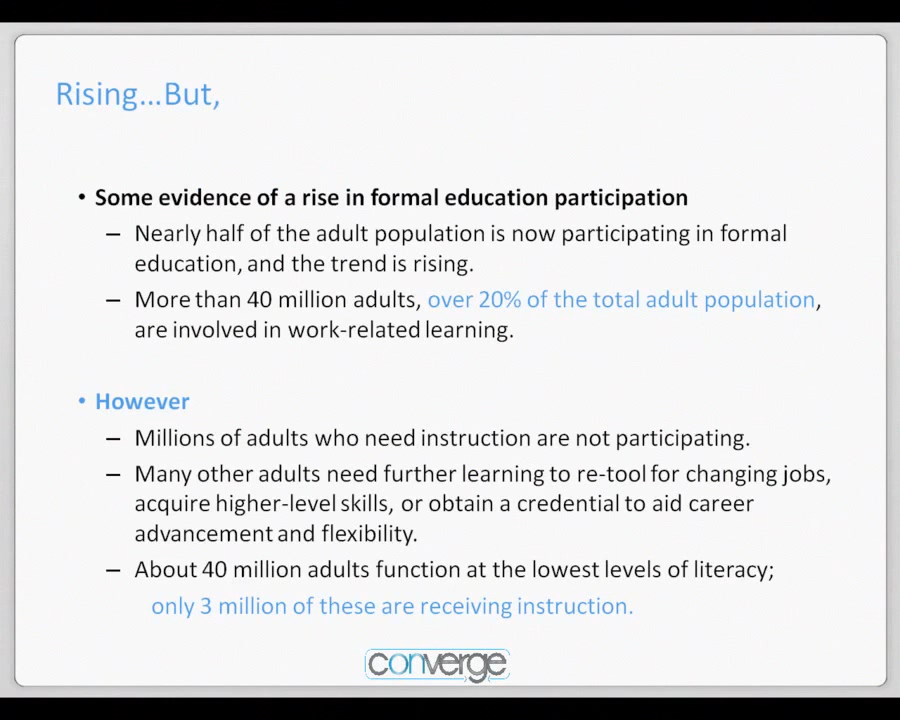 Rising...But,
• Some evidence of a rise in formal education participation
– Nearly half of the adult population is now participating in formal
education, and the trend is rising.
– More than 40 million adults, over 20% of the total adult population,
are involved in work-related learning.
• However
– Millions of adults who need instruction are not participating.
– Many other adults need further learning to re-tool for changing jobs,
acquire higher-level skills, or obtain a credential to aid career
advancement and flexibility.
– About 40 million adults function at the lowest levels of literacy;
only 3 million of these are receiving instruction.
converge